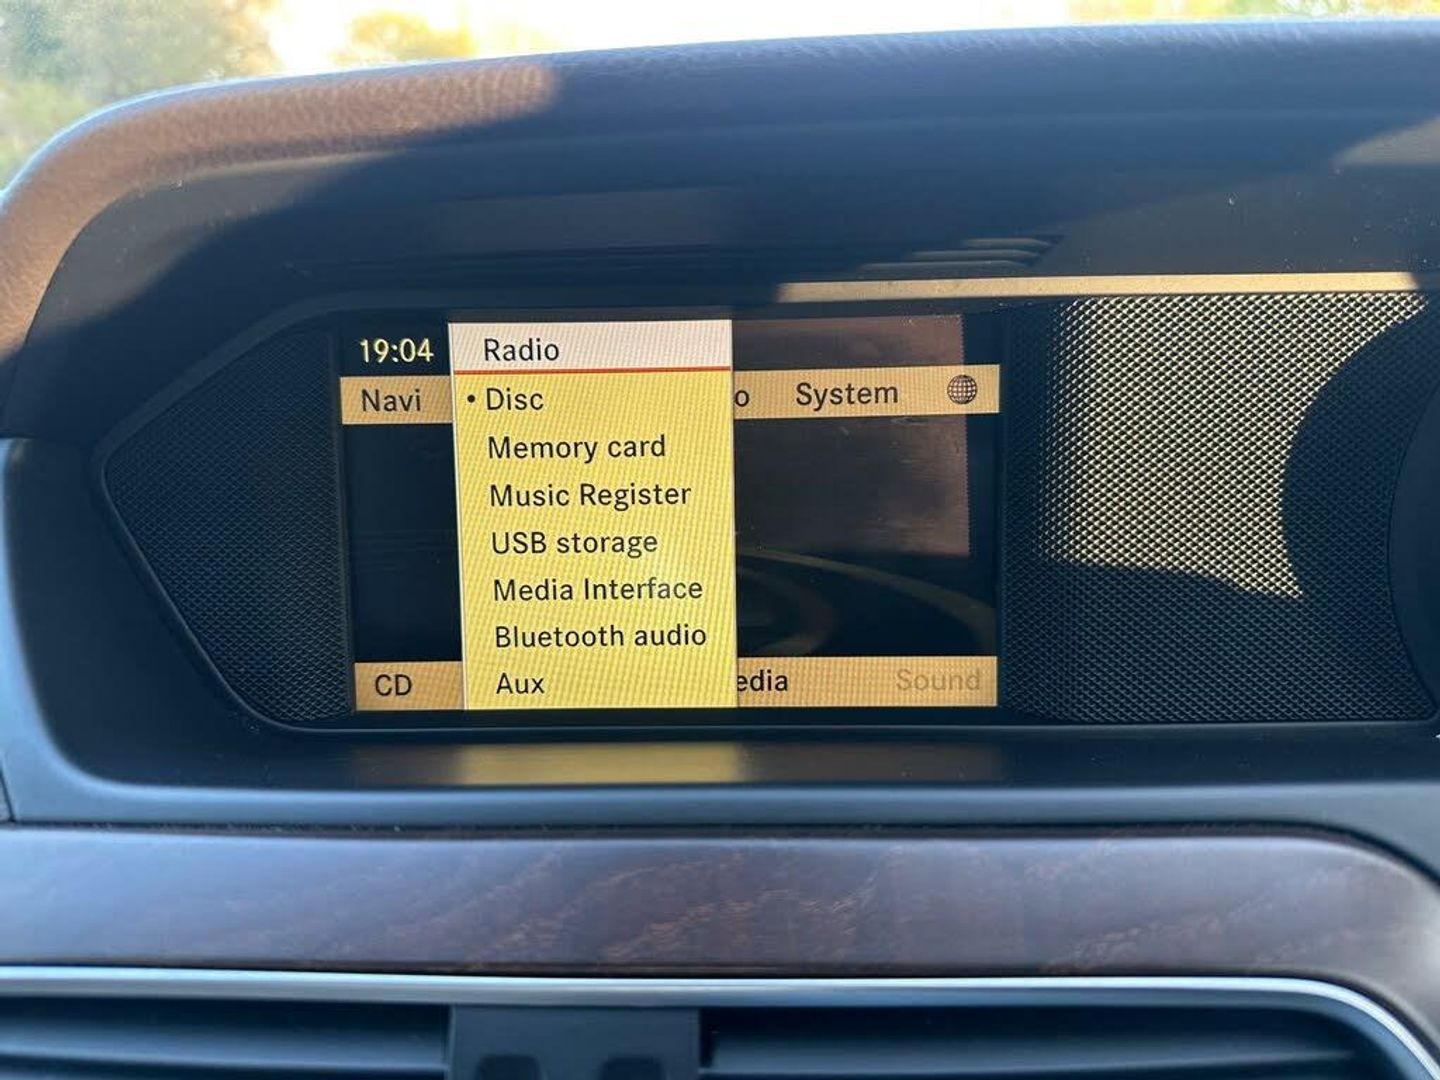 19:04
Radio
Navi
• Disc
o
System
Memory card
Music Register
USB storage
Media Interface
Bluetooth audio
CD
Aux
edia
Sound